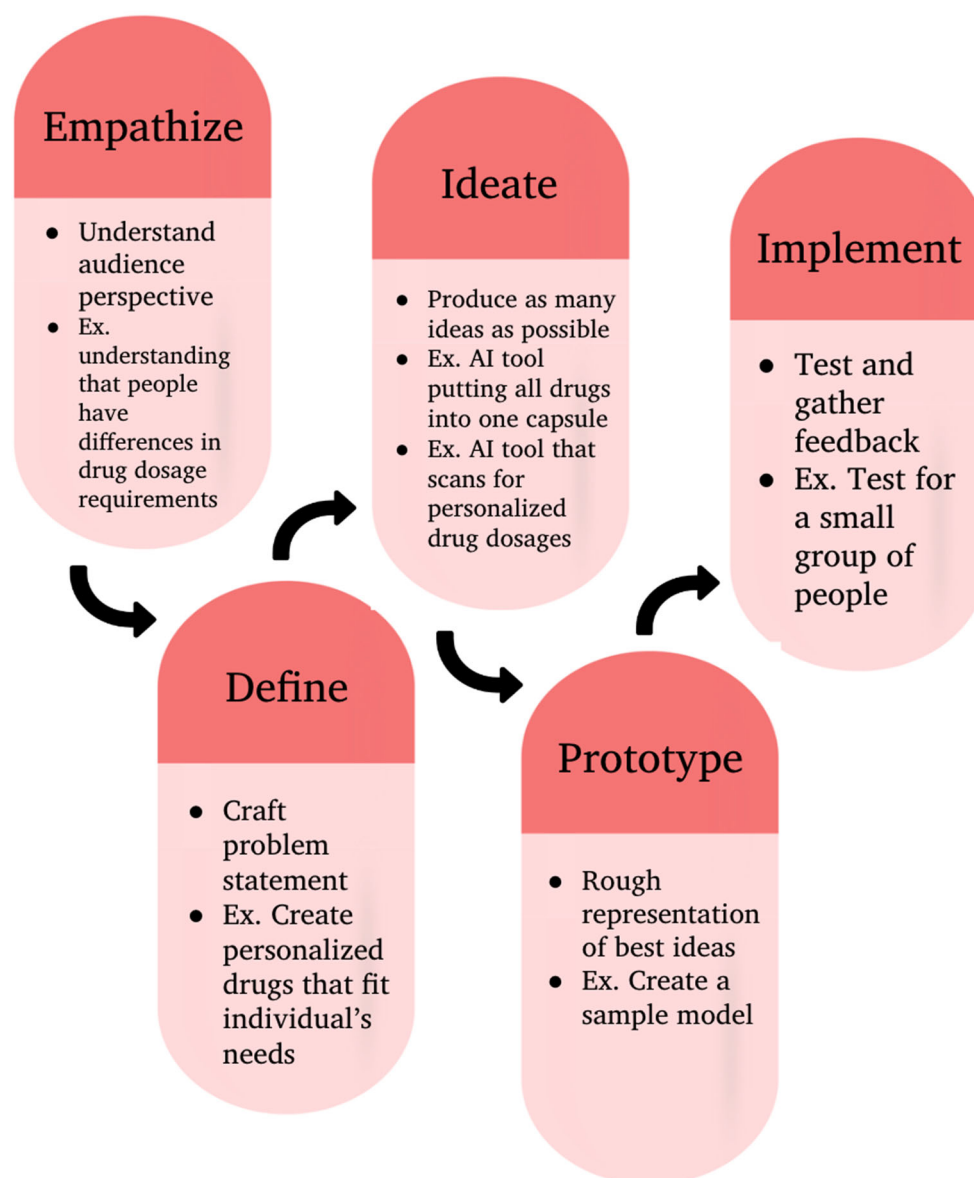 Empathize
● Understand
audience
perspective
● Ex.
understanding
that people
have
differences in
drug dosage
requirements
Define
● Craft
problem
statement
● Ex. Create
personalized
drugs that fit
individual’s
needs
Ideate
● Produce as many
ideas as possible
● Ex. AI tool
putting all drugs
into one capsule
● Ex. AI tool that
scans for
personalized
drug dosages
Prototype
● Rough
representation
of best ideas
● Ex. Create a
sample model
Implement
● Test and
gather
feedback
● Ex. Test for
a small
group of
people